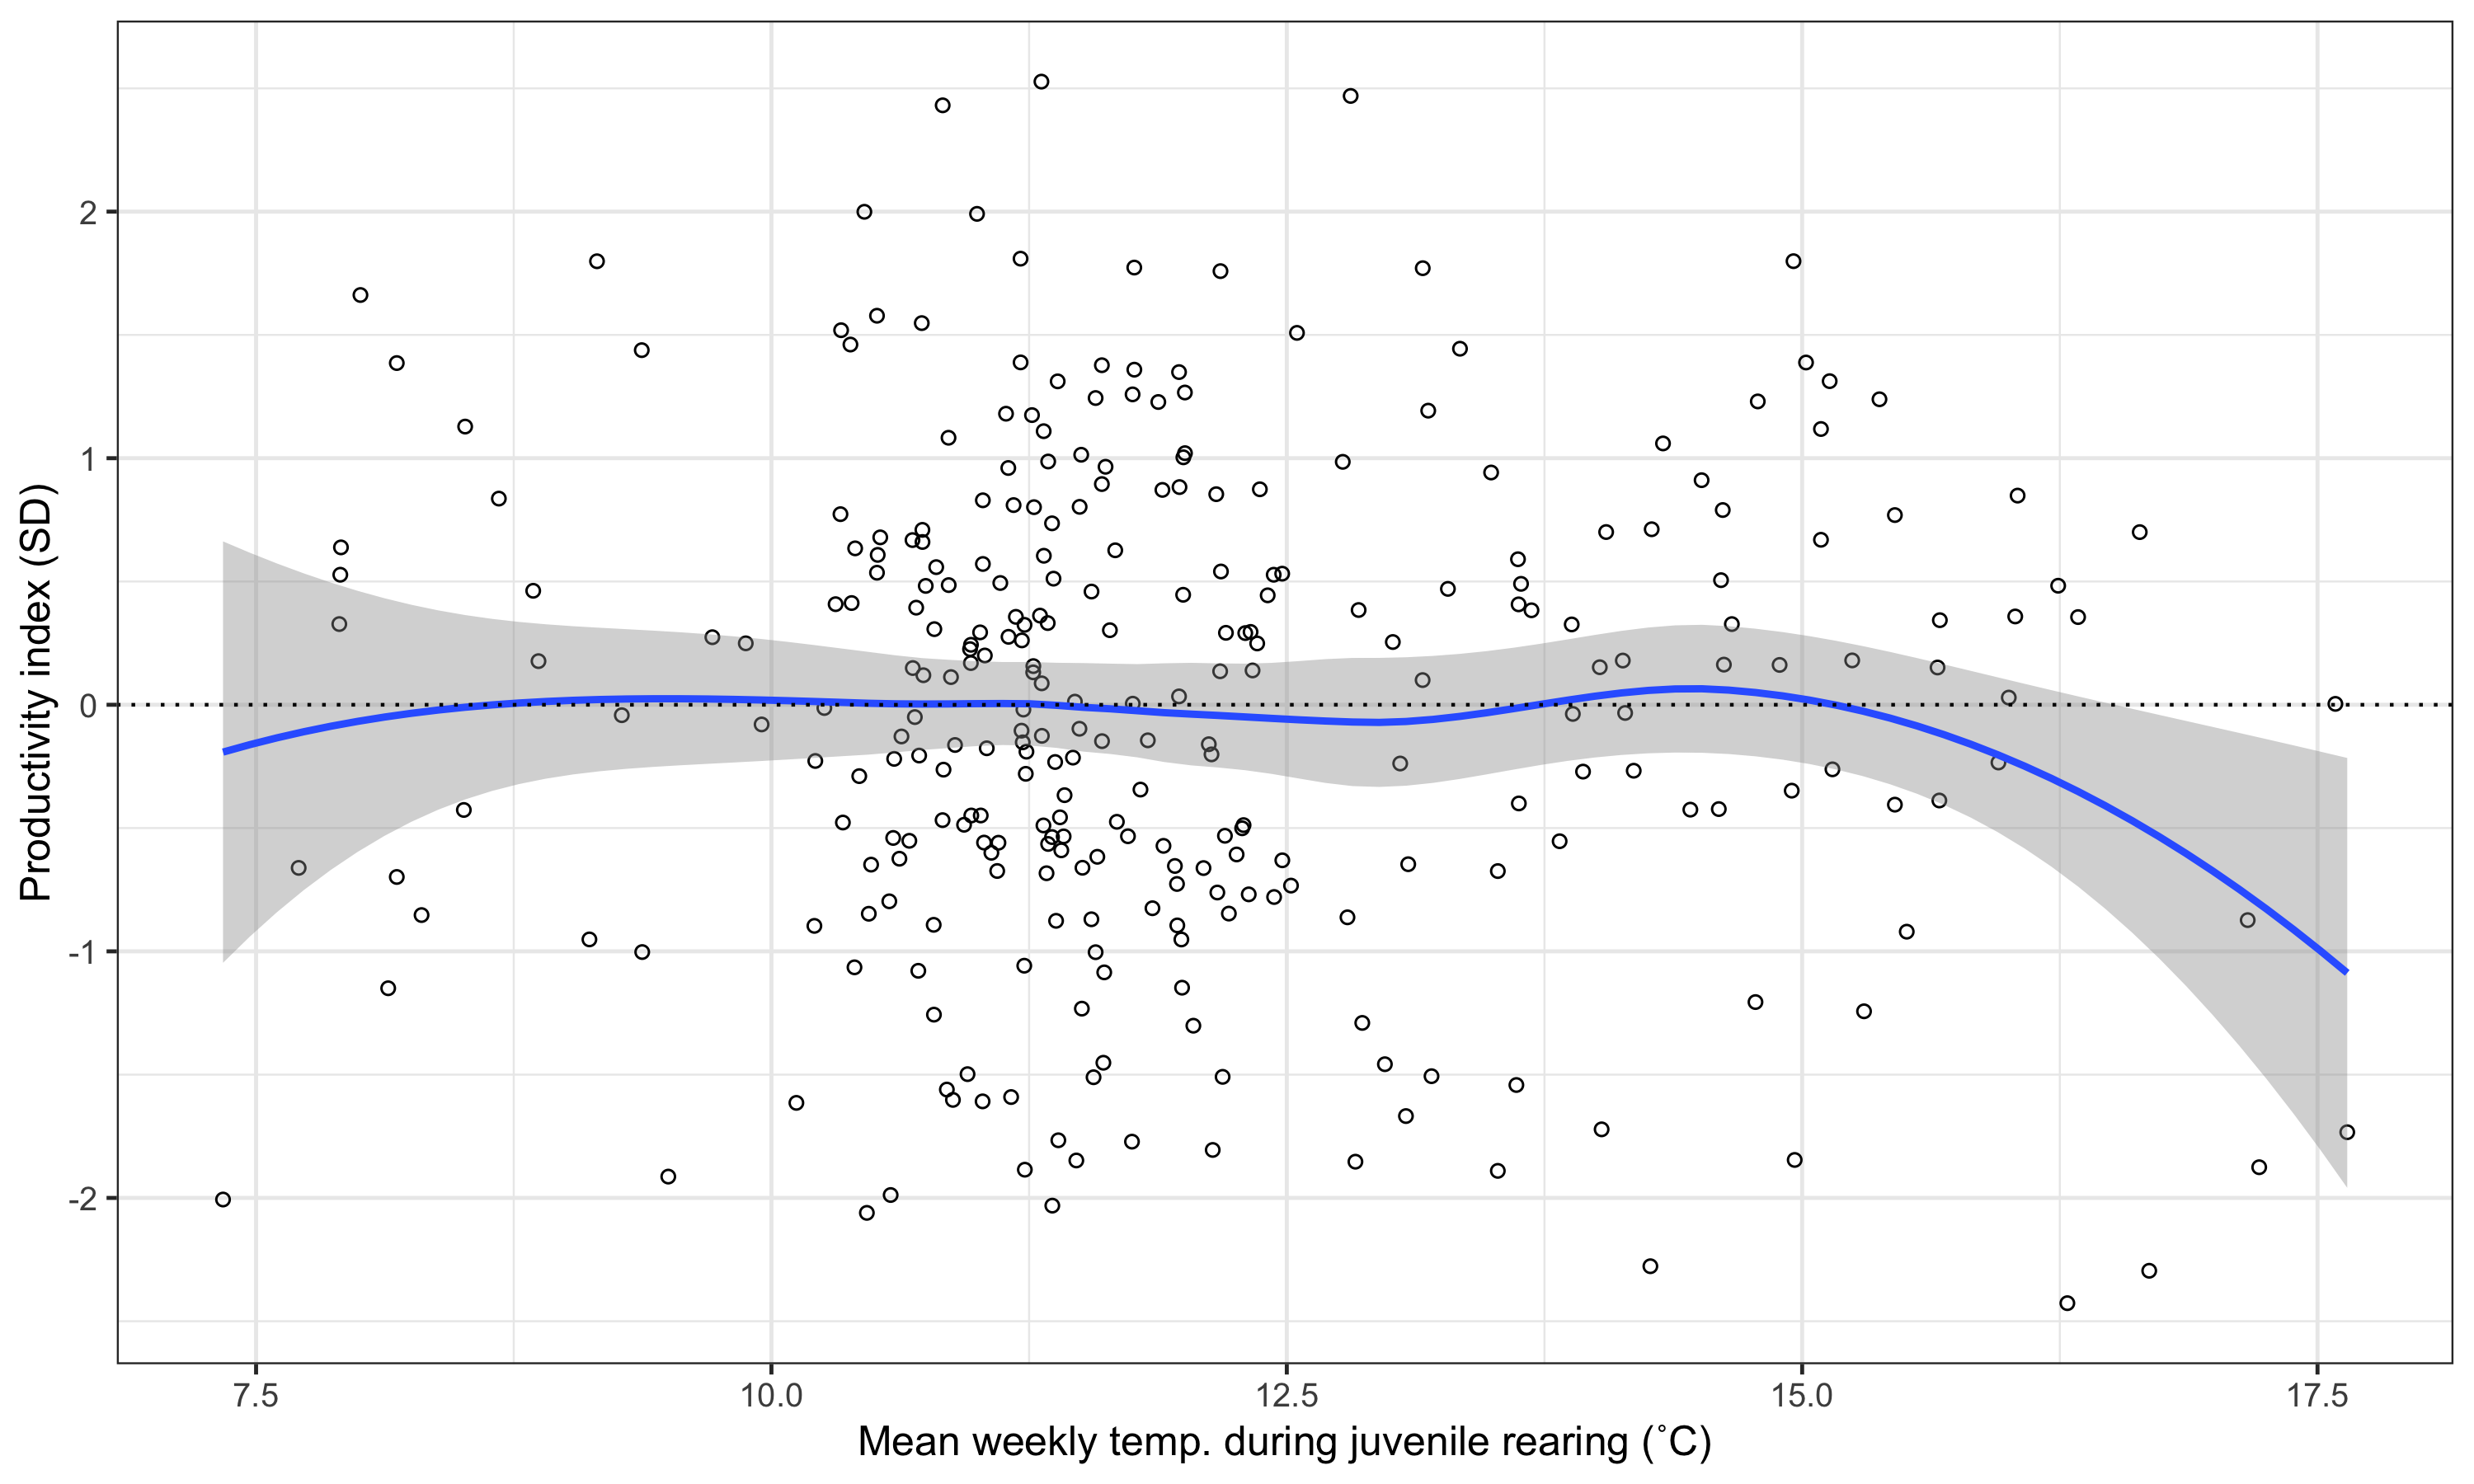 Productivity index (SD)
2
1
0
-1
-2
7.5 10.0 12.5 15.0 17.5
Mean weekly temp. during juvenile rearing (˚C)